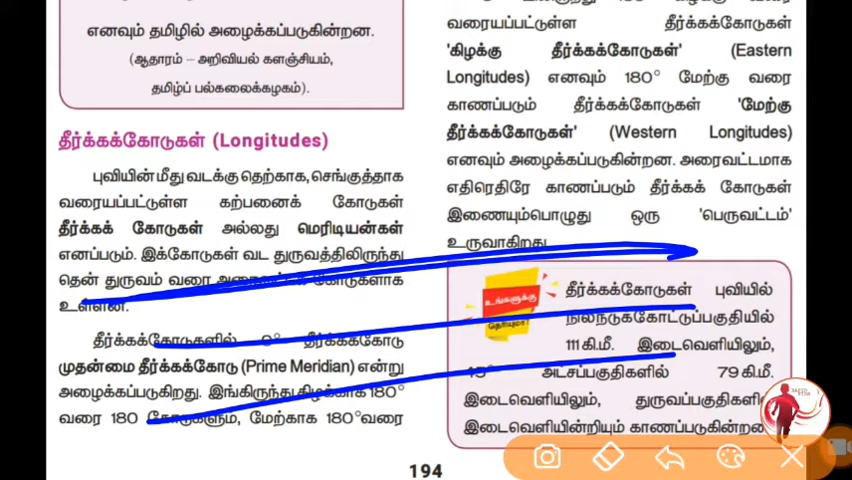 எனவும் தமிழில் அழைக்கப்படுகின்றன.
(ஆதாரம் – அறிவியல் களஞ்சியம்,
தமிழ்ப் பல்கலைக்கழகம்).
தீர்க்கக்கோடுகள் (Longitudes)
புவியின் மீது வடக்கு தெற்காக, செங்குத்தாக
வரையப்பட்டுள்ள கற்பனைக் கோடுகள்
தீர்க்கக் கோடுகள் அல்லது மெரிடியன்கள்
எனப்படும். இக்கோடுகள் வட துருவத்திலிருந்து
தென் துருவம் வரை கோடுகளாக
உள்ளன.
தீர்க்கக்கோடுகளில் 0° தீர்க்கக்கோடு
முதன்மை தீர்க்கக்கோடு (Prime Meridian) என்று
அழைக்கப்படுகிறது. இங்கிருந்து கிழக்காக 180°
வரை 180 கோடுகளும், மேற்காக 180°வரை
194
வரையப்பட்டுள்ள தீர்க்கக்கோடுகள்
'கிழக்கு தீர்க்கக்கோடுகள்' (Eastern
Longitudes) எனவும் 180° மேற்கு வரை
காணப்படும் தீர்க்கக்கோடுகள் 'மேற்கு
தீர்க்கக்கோடுகள்' (Western Longitudes)
எனவும் அழைக்கப்படுகின்றன. அரைவட்டமாக
எதிரெதிரே காணப்படும் தீர்க்கக் கோடுகள்
இணையும்பொழுது ஒரு 'பெருவட்டம்'
உருவாகிறது
உங்களுக்கு
தெரியுமா?
தீர்க்கக்கோடுகள் புவியில்
நிலநடுக்கோட்டுப்பகுதியில்
111 கி.மீ. இடைவெளியிலும்,
45° அட்சப்பகுதிகளில் 79 கி.மீ.
இடைவெளியிலும், துருவப்பகுதிகளில்
இடைவெளியின்றியும் காணப்படுகின்றன